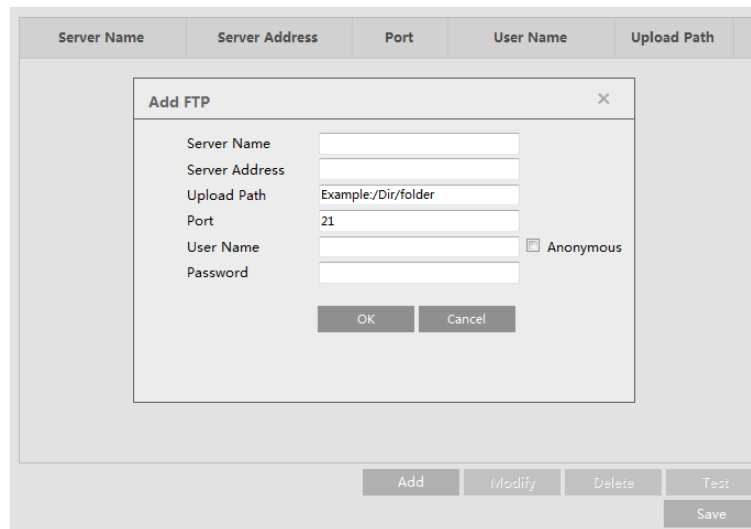 Server Name Server Address Port User Name Upload Path
Add FTP ×
Server Name
Server Address
Upload Path Example:/Dir/folder
Port 21
User Name Anonymous
Password
OK Cancel
Add Modify Delete Test
Save